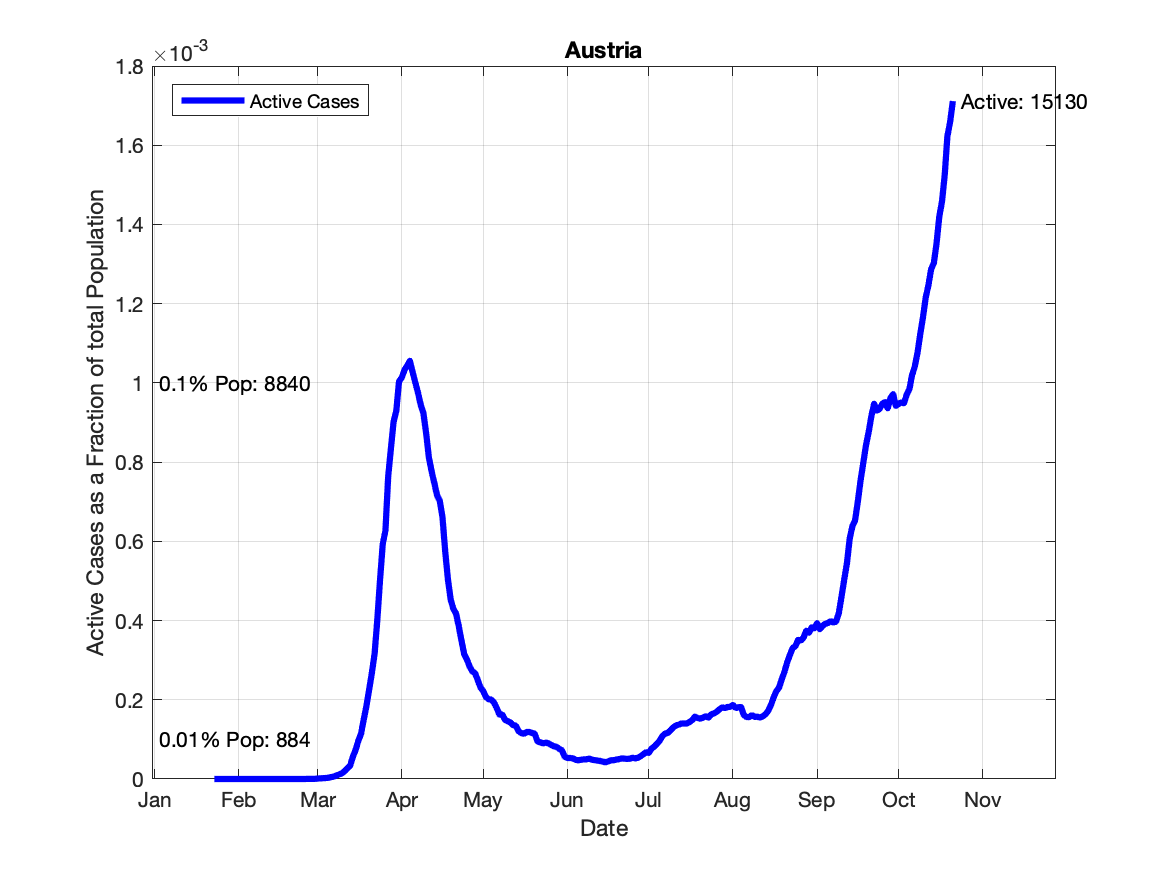 Austria
×10-3
1.8
1.6
1.4
1.2
1
0.8
0.6
0.4
0.2
0
Active Cases as a Fraction of total Population
Active Cases
Active: 15130
0.1% Pop: 8840
0.01% Pop: 884
Jan Feb Mar Apr May Jun Jul Aug Sep Oct Nov
Date